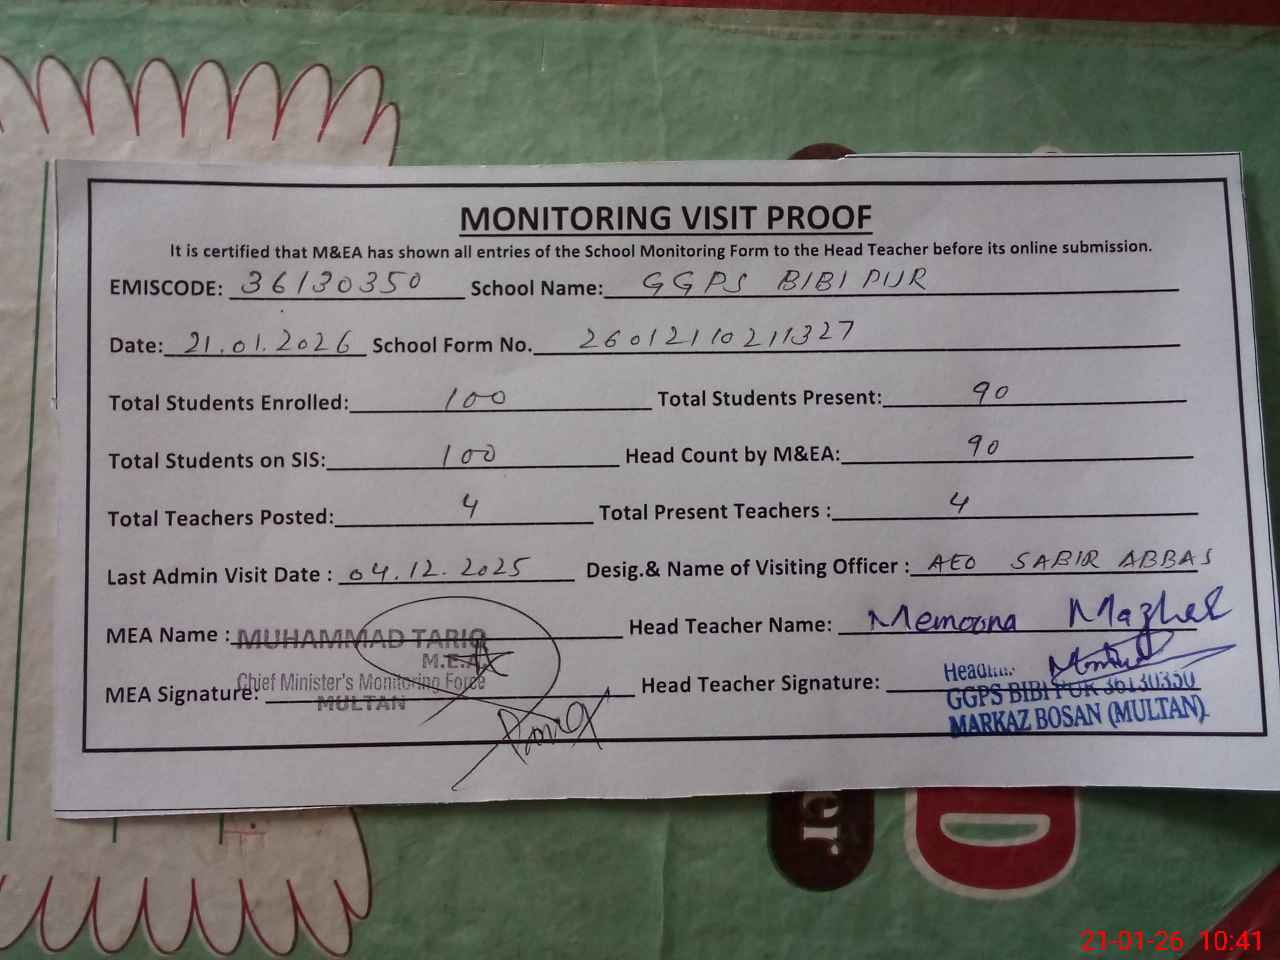 MONITORING VISIT PROOF
It is certified that M&EA has shown all entries of the School Monitoring Form to the Head Teacher before its online submission.
EMISCODE: 36130350 School Name: GGPS BIBI PUR
Date: 21.01.2026 School Form No. 26012110211327
Total Students Enrolled: 100 Total Students Present: 90
Total Students on SIS: 100 Head Count by M&EA: 90
Total Teachers Posted: 4 Total Present Teachers : 4
Last Admin Visit Date : 04.12.2025 Desig.& Name of Visiting Officer : AEO SABIR ABBAS
MEA Name : MUHAMMAD TARIQ Head Teacher Name: Memoona Mazhar
M.E.A.
Chief Minister's Monitoring Force
MULTAN
MEA Signature: Head Teacher Signature:
GGPS BIBI PUR 36130350
MARKAZ BOSAN (MULTAN)
er
D
21-01-26 10:41